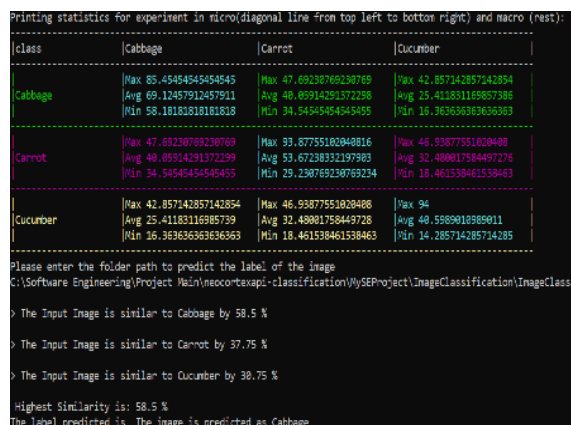 Printing statistics for experiment in micro(diagonal line from top left to bottom right) and macro (rest):
|class |Cabbage |Carrot |Cucumber |
| |Max 85.45454545454545 |Max 47.69230769230769 |Max 42.857142857142854 |
|Cabbage |Avg 69.12457912457911 |Avg 40.05914291372298 |Avg 25.411831169857386 |
| |Min 58.18181818181818 |Min 34.54545454545455 |Min 16.363636363636363 |
| |Max 47.69230769230769 |Max 93.87755102040816 |Max 46.93877551020408 |
|Carrot |Avg 40.05914291372299 |Avg 53.67238332197903 |Avg 32.480017584497276 |
| |Min 34.54545454545455 |Min 29.230769230769234 |Min 18.461538461538463 |
| |Max 42.857142857142854 |Max 46.93877551020408 |Max 94 |
|Cucumber |Avg 25.41183116985739 |Avg 32.48001758449728 |Avg 40.5989010989011 |
| |Min 16.363636363636363 |Min 18.461538461538463 |Min 14.285714285714285 |
Please enter the folder path to predict the label of the image
C:\Software Engineering\Project Main\neocortexapi-classification\MySEProject\ImageClassification\ImageClass
> The Input Image is similar to Cabbage by 58.5 %
> The Input Image is similar to Carrot by 37.75 %
> The Input Image is similar to Cucumber by 30.75 %
Highest Similarity is: 58.5 %
The label predicted is The image is predicted as Cabbage